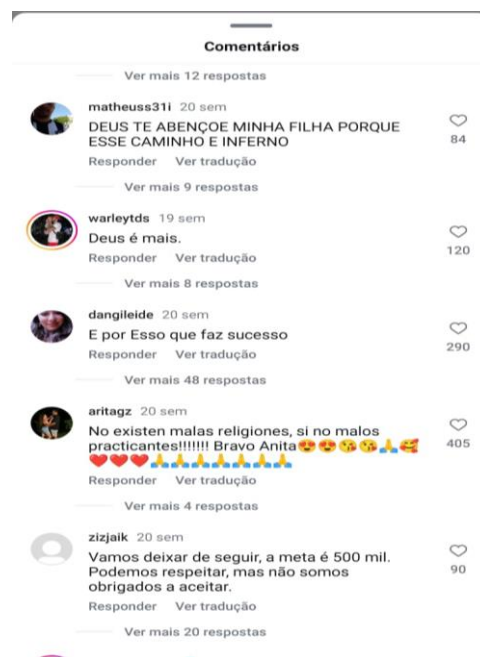 Comentários
Ver mais 12 respostas
matheuss31i 20 sem
DEUS TE ABENÇOE MINHA FILHA PORQUE
ESSE CAMINHO E INFERNO
84
Responder Ver tradução
Ver mais 9 respostas
warleytds 19 sem
Deus é mais.
120
Responder Ver tradução
Ver mais 8 respostas
dangileide 20 sem
E por Esso que faz sucesso
290
Responder Ver tradução
Ver mais 48 respostas
aritagz 20 sem
No existen malas religiones, si no malos
practicantes!!!!!!! Bravo Anita😍😍😘😘🙏🥰
❤️❤️❤️🙏🙏🙏🙏🙏🙏🙏
405
Responder Ver tradução
Ver mais 4 respostas
zizjaik 20 sem
Vamos deixar de seguir, a meta é 500 mil.
Podemos respeitar, mas não somos
obrigados a aceitar.
90
Responder Ver tradução
Ver mais 20 respostas